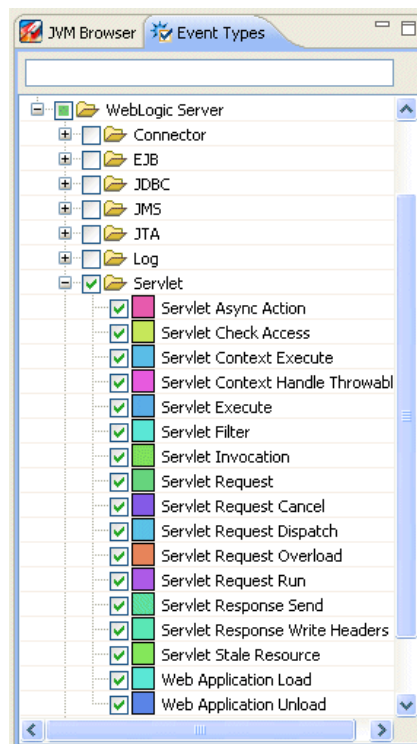 JVM Browser
Event Types
WebLogic Server
Connector
EJB
JDBC
JMS
JTA
Log
Servlet
Servlet Async Action
Servlet Check Access
Servlet Context Execute
Servlet Context Handle Throwabl
Servlet Execute
Servlet Filter
Servlet Invocation
Servlet Request
Servlet Request Cancel
Servlet Request Dispatch
Servlet Request Overload
Servlet Request Run
Servlet Response Send
Servlet Response Write Headers
Servlet Stale Resource
Web Application Load
Web Application Unload